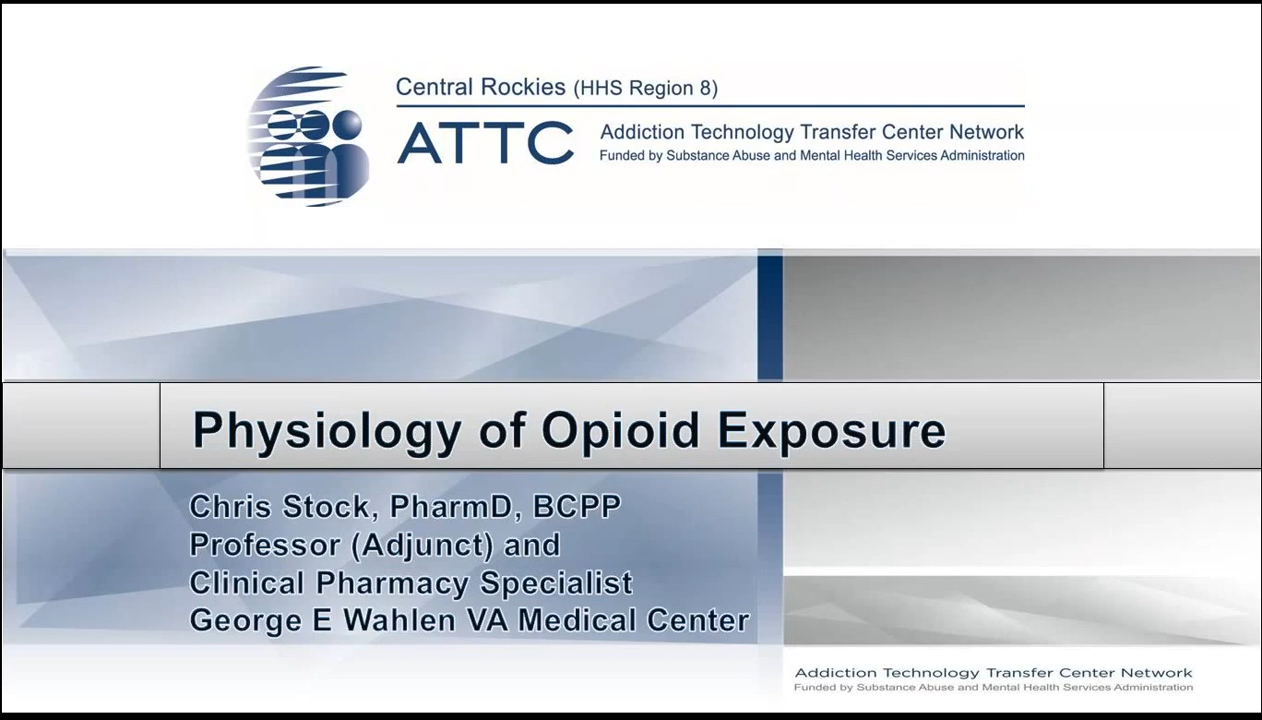 Central Rockies (HHS Region 8)
ATTC
Addiction Technology Transfer Center Network
Funded by Substance Abuse and Mental Health Services Administration
Physiology of Opioid Exposure
Chris Stock, PharmD, BCPP
Professor (Adjunct) and
Clinical Pharmacy Specialist
George E Wahlen VA Medical Center
Addiction Technology Transfer Center Network
Funded by Substance Abuse and Mental Health Services Administration